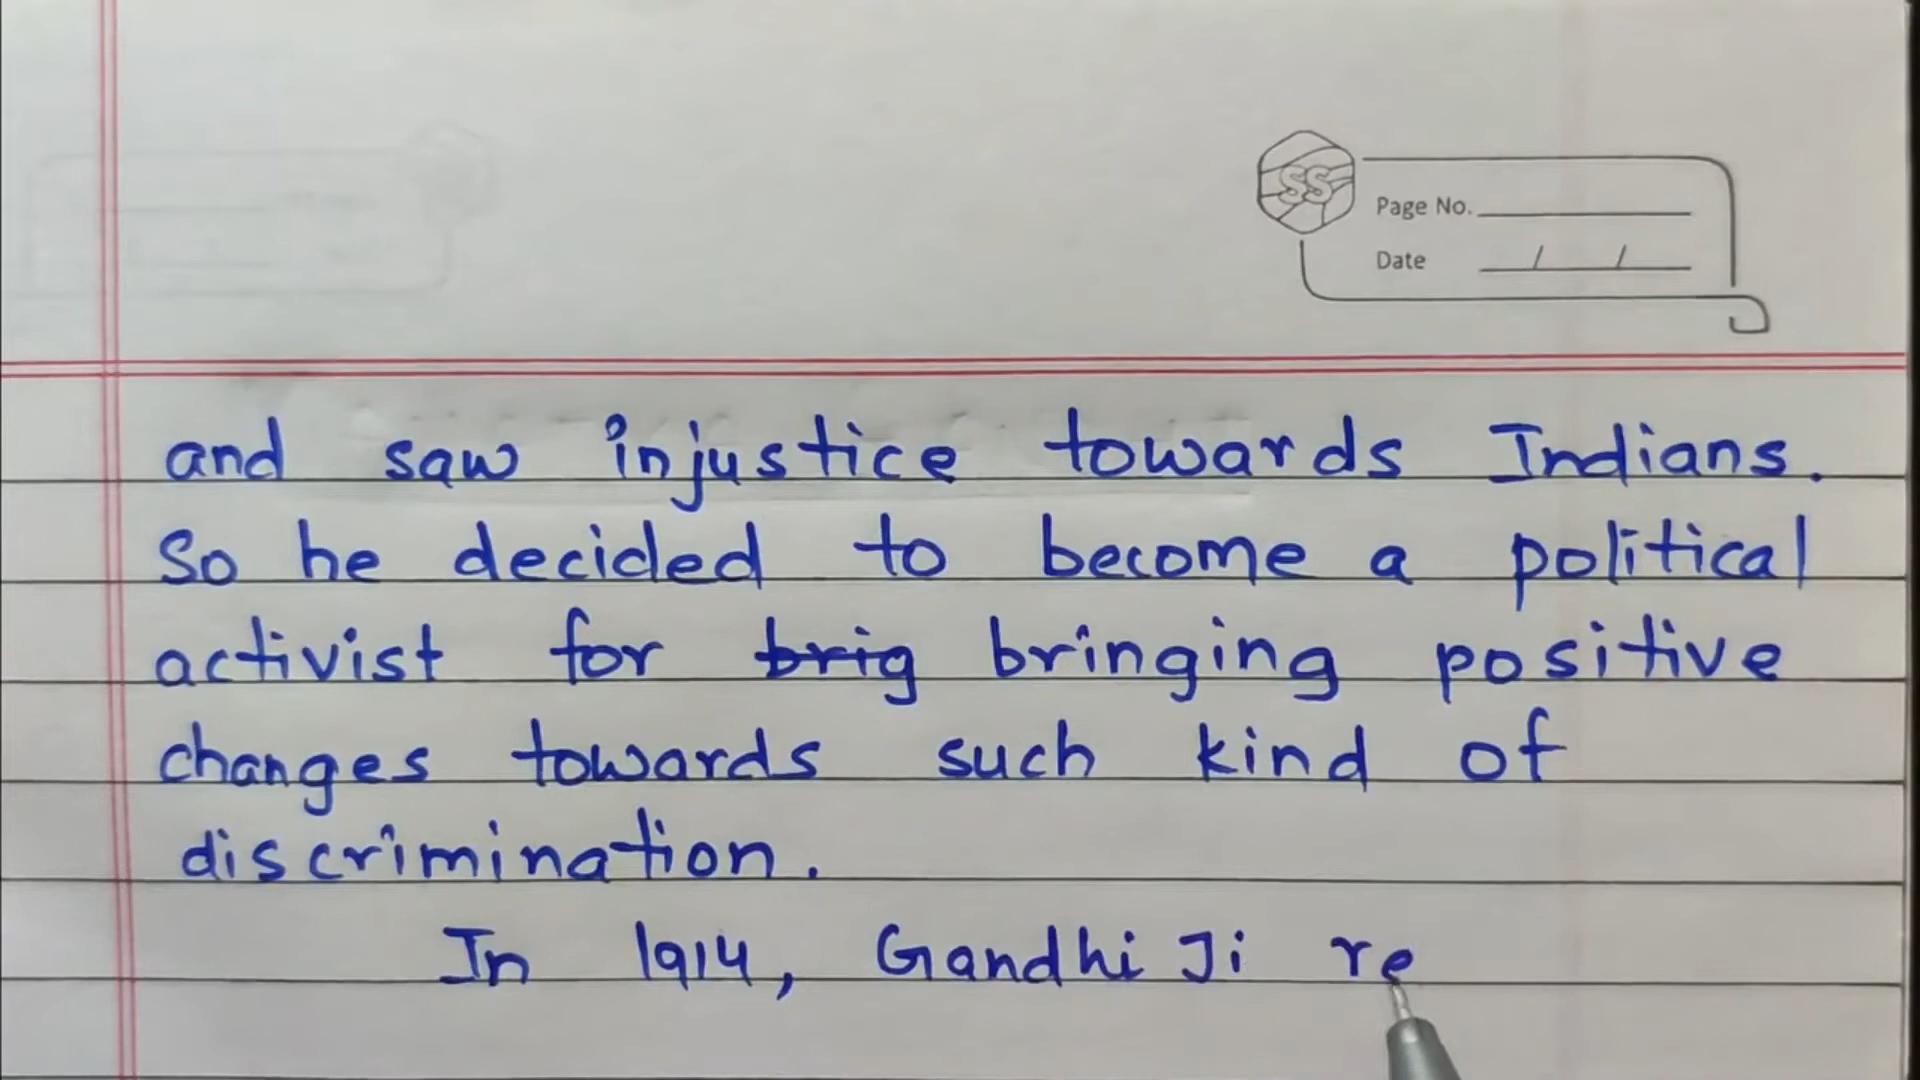 SS
Page No.
Date / /
and saw injustice towards Indians.
So he decided to become a political
activist for brig bringing positive
changes towards such kind of
discrimination.
In 1914, Gandhi Ji re